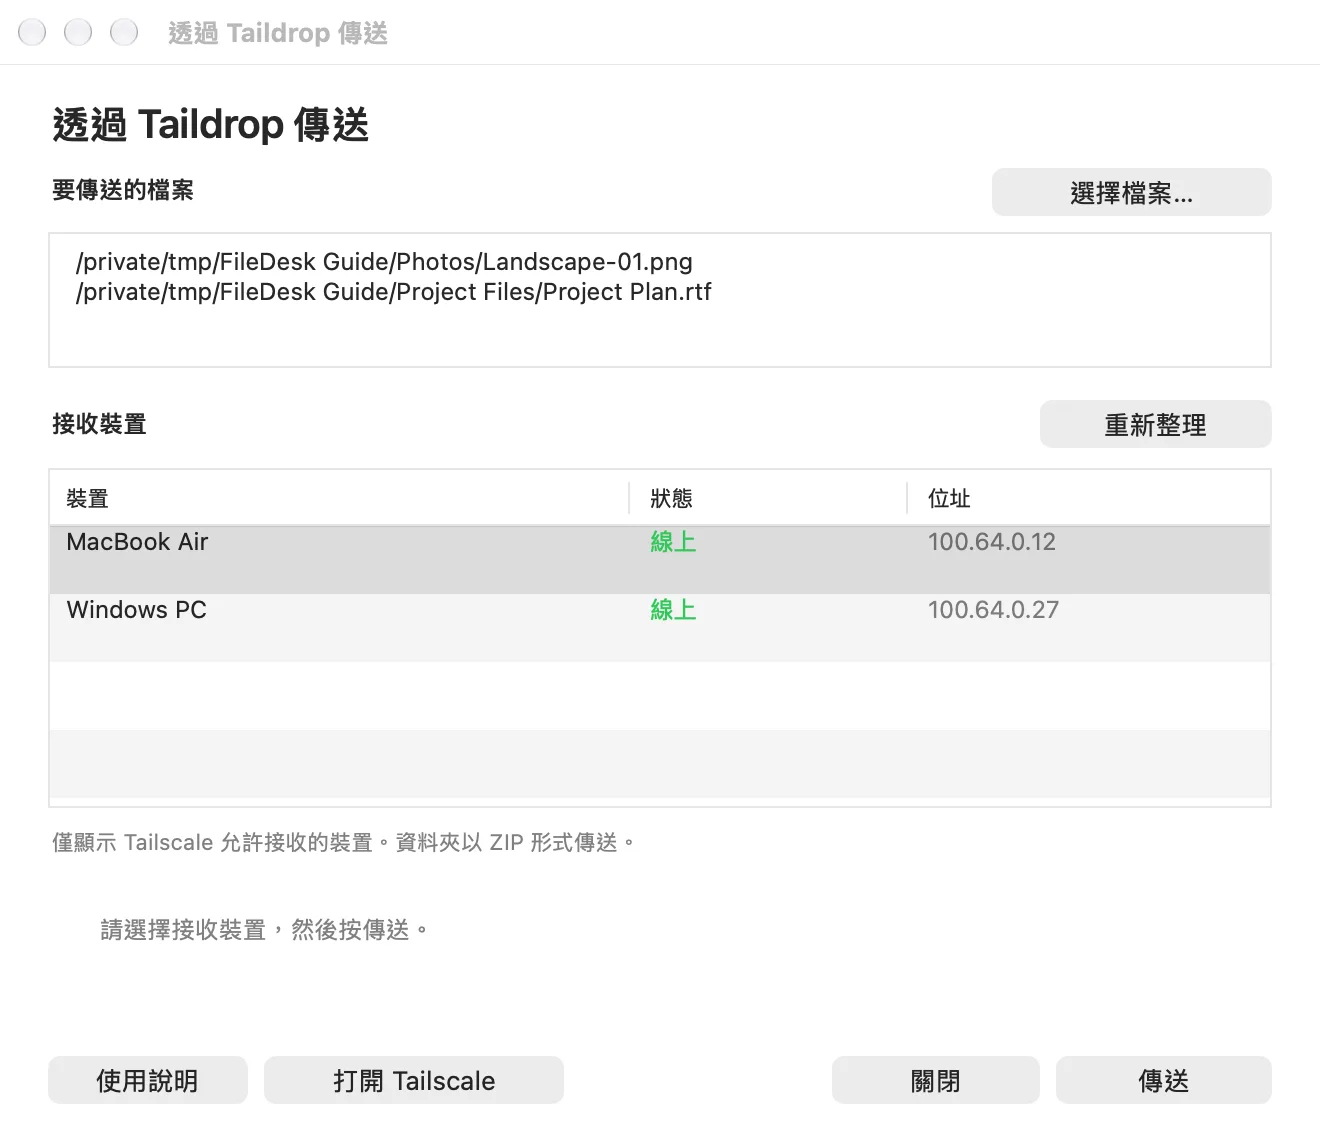 透過 Taildrop 傳送
透過 Taildrop 傳送
要傳送的檔案
選擇檔案...
/private/tmp/FileDesk Guide/Photos/Landscape-01.png
/private/tmp/FileDesk Guide/Project Files/Project Plan.rtf
接收裝置
重新整理
裝置 狀態 位址
MacBook Air 線上 100.64.0.12
Windows PC 線上 100.64.0.27
僅顯示 Tailscale 允許接收的裝置。資料夾以 ZIP 形式傳送。
請選擇接收裝置，然後按傳送。
使用說明 打開 Tailscale 關閉 傳送